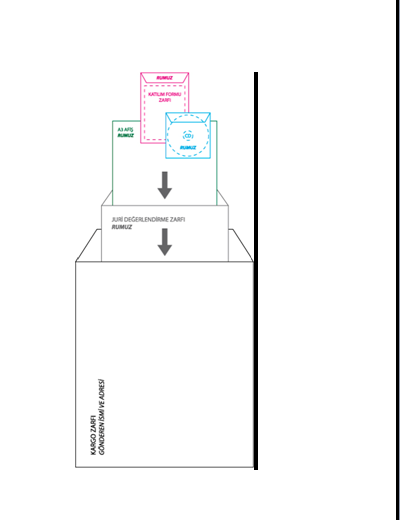 RUMUZ
KATILIM FORMU
ZARFI
A3 AFİŞ
RUMUZ
CD
RUMUZ
JURİ DEĞERLENDİRME ZARFI
RUMUZ
KARGO ZARFI
GÖNDEREN İSMİ VE ADRESİ